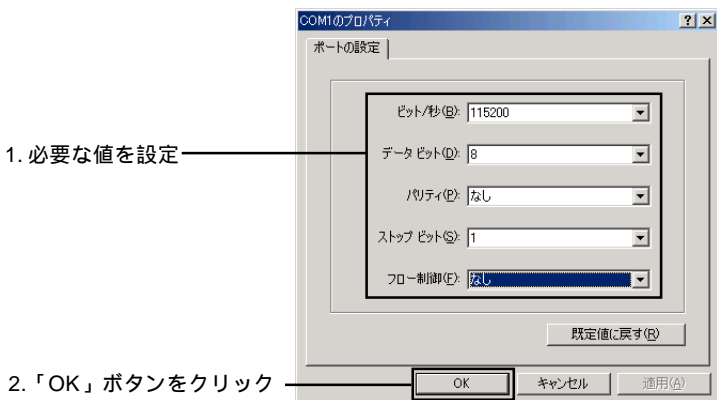 COM1のプロパティ
ポートの設定
ビット/秒(B): 115200
1. 必要な値を設定
データ ビット(D): 8
パリティ(P): なし
ストップ ビット(S): 1
フロー制御(F): なし
既定値に戻す(R)
2.「OK」ボタンをクリック
OK キャンセル 適用(A)